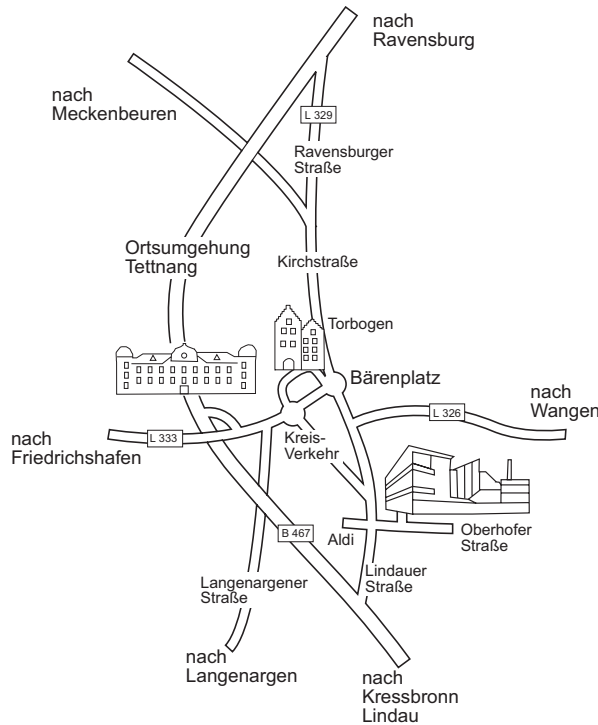 nach
Ravensburg
nach
Meckenbeuren
L 329
Ravensburger
Straße
Ortsumgehung
Tettnang
Kirchstraße
Torbogen
Bärenplatz
nach
Wangen
L 326
nach
Friedrichshafen
L 333
Kreis-
Verkehr
B 467
Aldi
Oberhofer
Straße
Langenargener
Straße
Lindauer
Straße
nach
Langenargen
nach
Kressbronn
Lindau